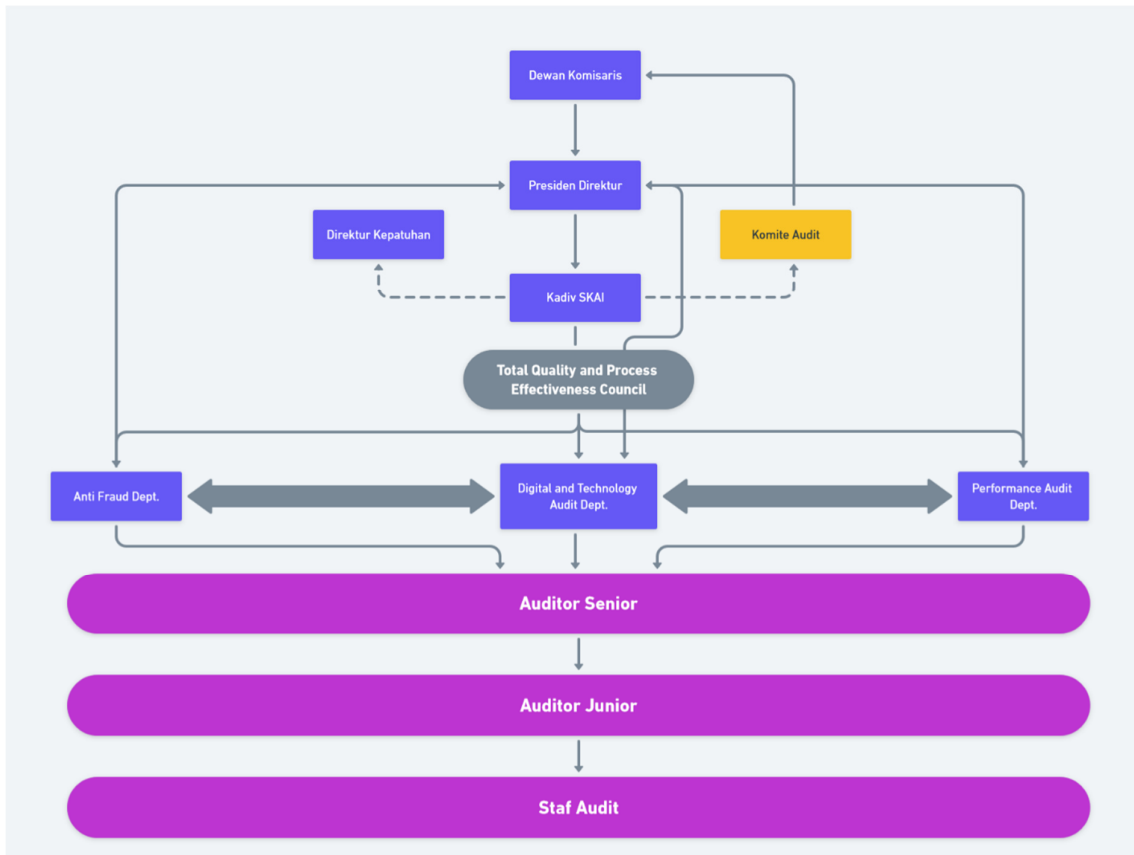 Dewan Komisaris
Presiden Direktur
Direktur Kepatuhan
Komite Audit
Kadiv SKAI
Total Quality and Process
Effectiveness Council
Anti Fraud Dept.
Digital and Technology
Audit Dept.
Performance Audit
Dept.
Auditor Senior
Auditor Junior
Staf Audit